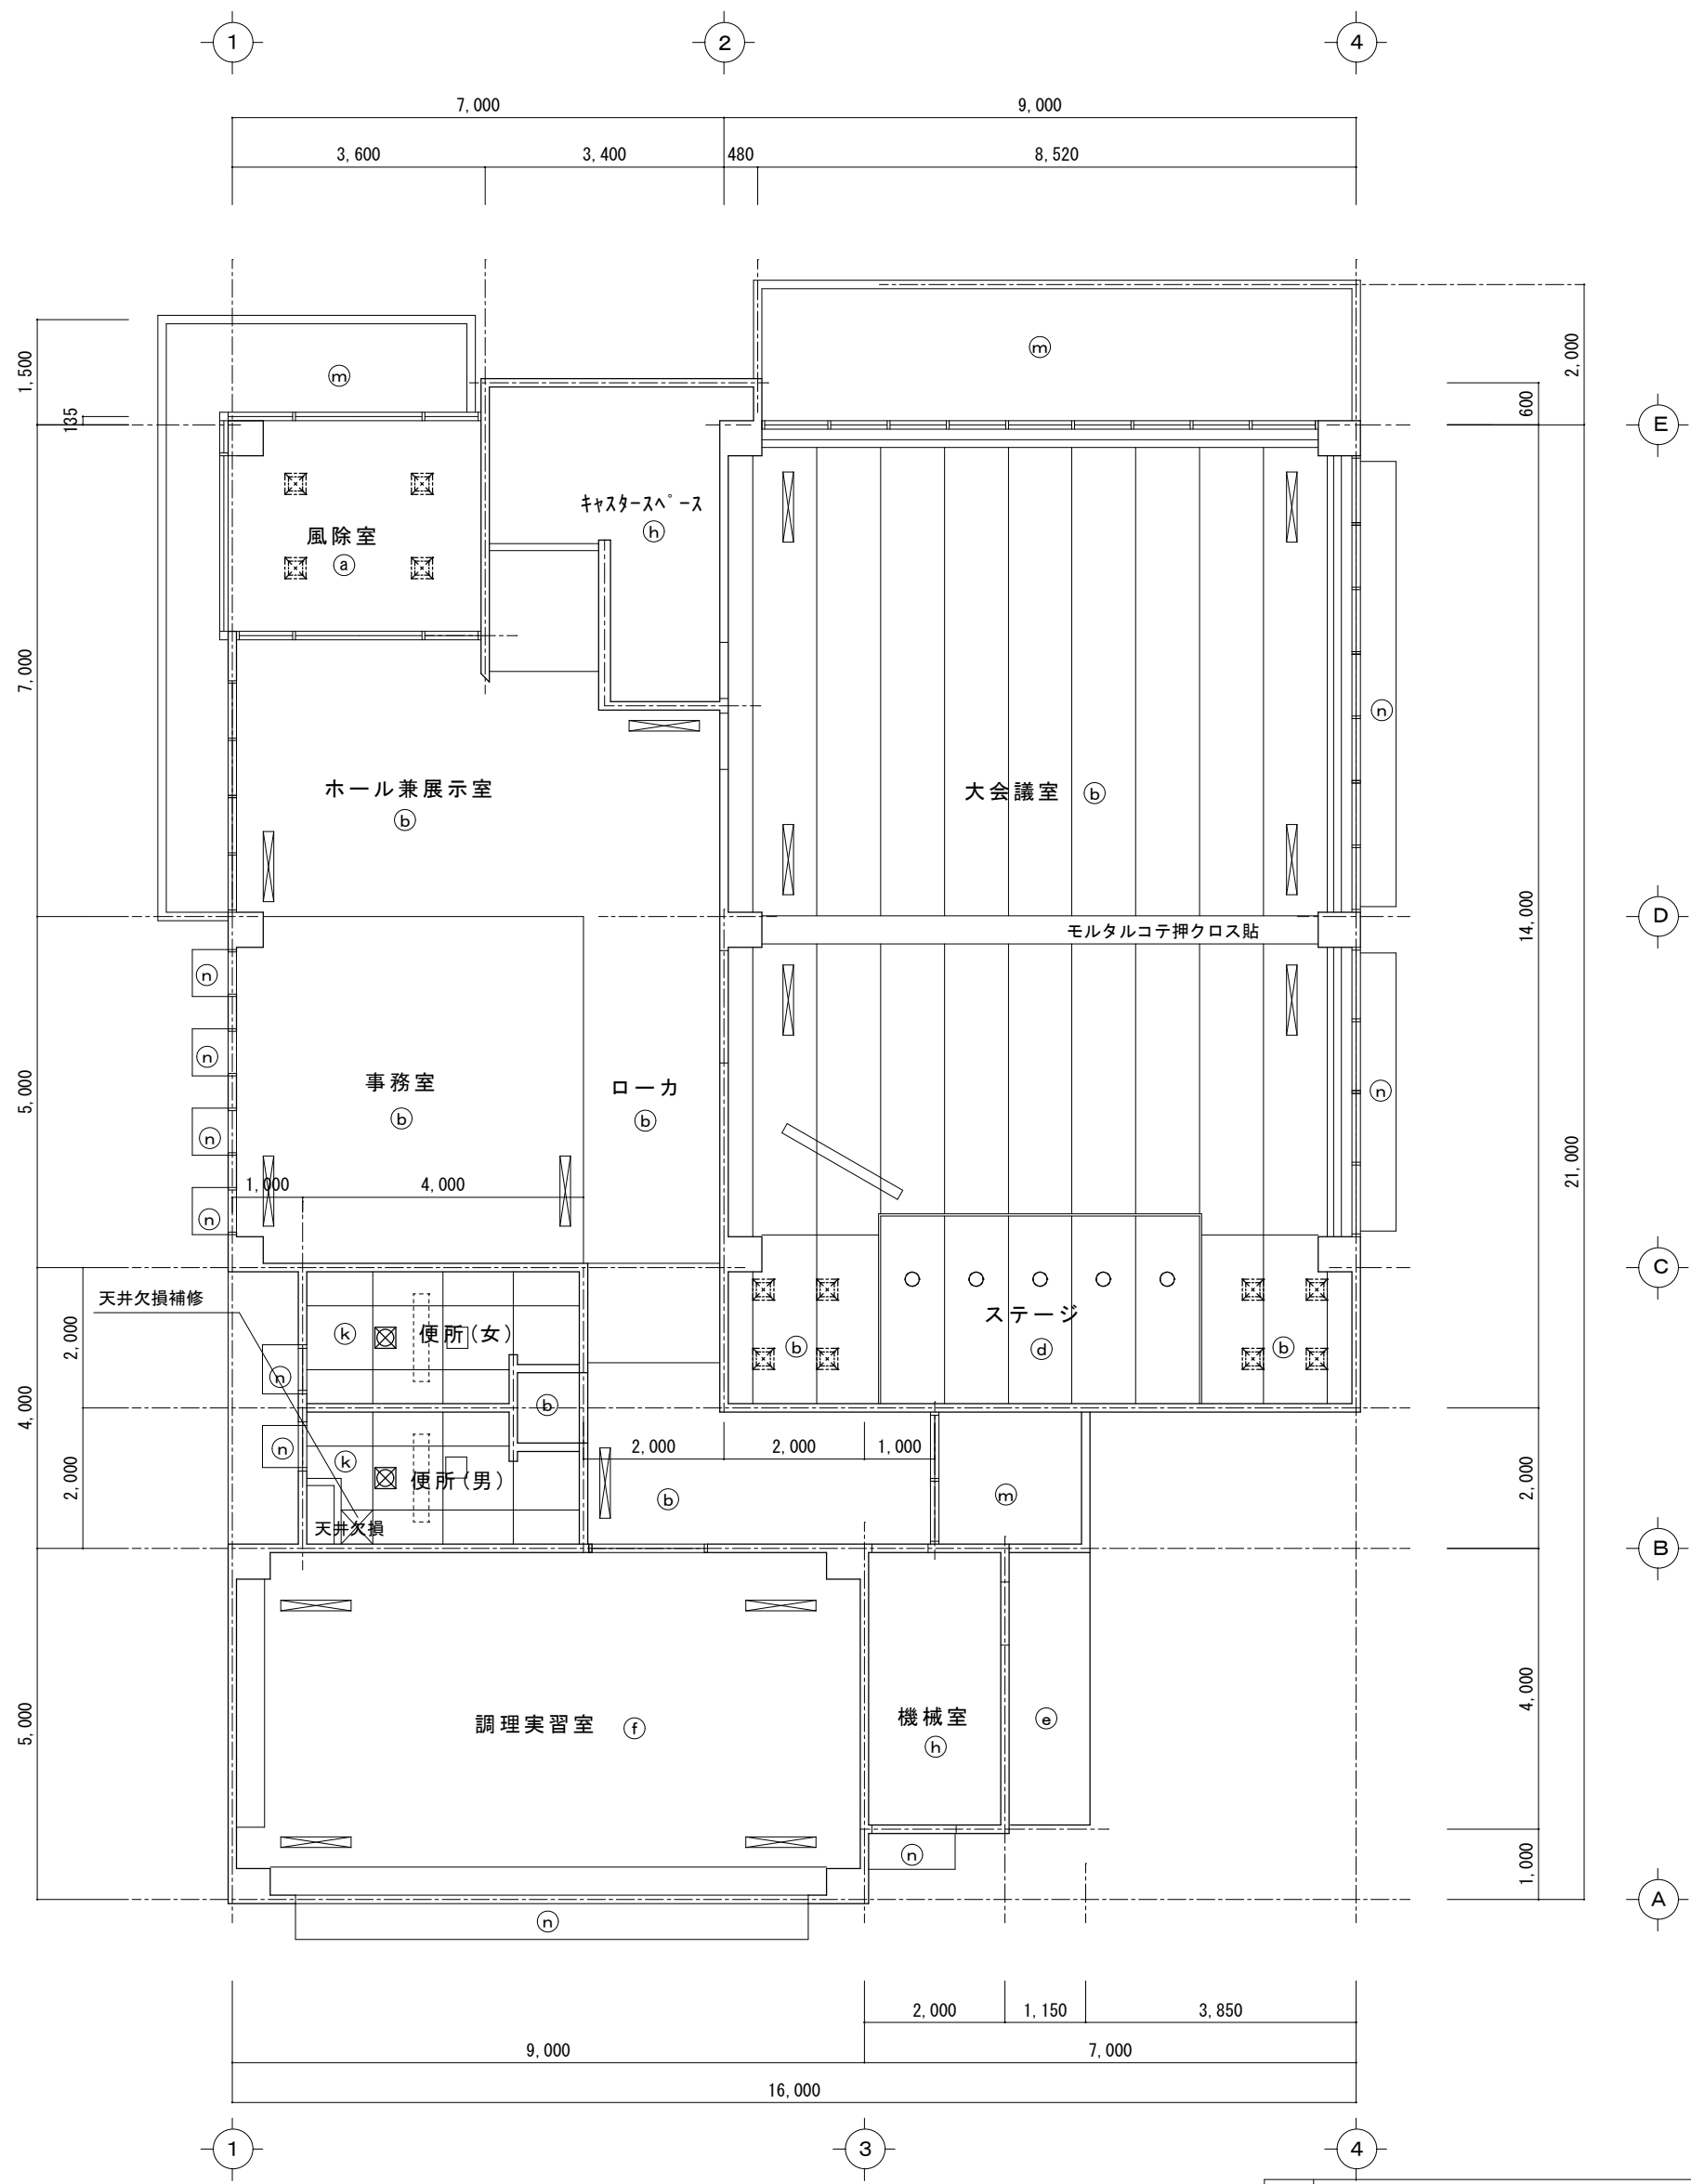 1
2
4
7,000
9,000
3,600
3,400
480
8,520
1,500
135
2,000
600
m
m
E
キャスタースペース
h
風除室
a
7,000
n
ホール兼展示室
b
大会議室 b
14,000
D
モルタルコテ押クロス貼
n
n
n
n
事務室
b
ローカ
b
n
5,000
21,000
1,000
4,000
C
天井欠損補修
2,000
k
便所(女)
ステージ
d
b
b
n
b
4,000
2,000
n
k
便所(男)
天井欠損
2,000
2,000
1,000
b
m
2,000
B
調理実習室 f
機械室
h
e
5,000
4,000
n
1,000
A
n
2,000
1,150
3,850
9,000
7,000
16,000
1
3
4